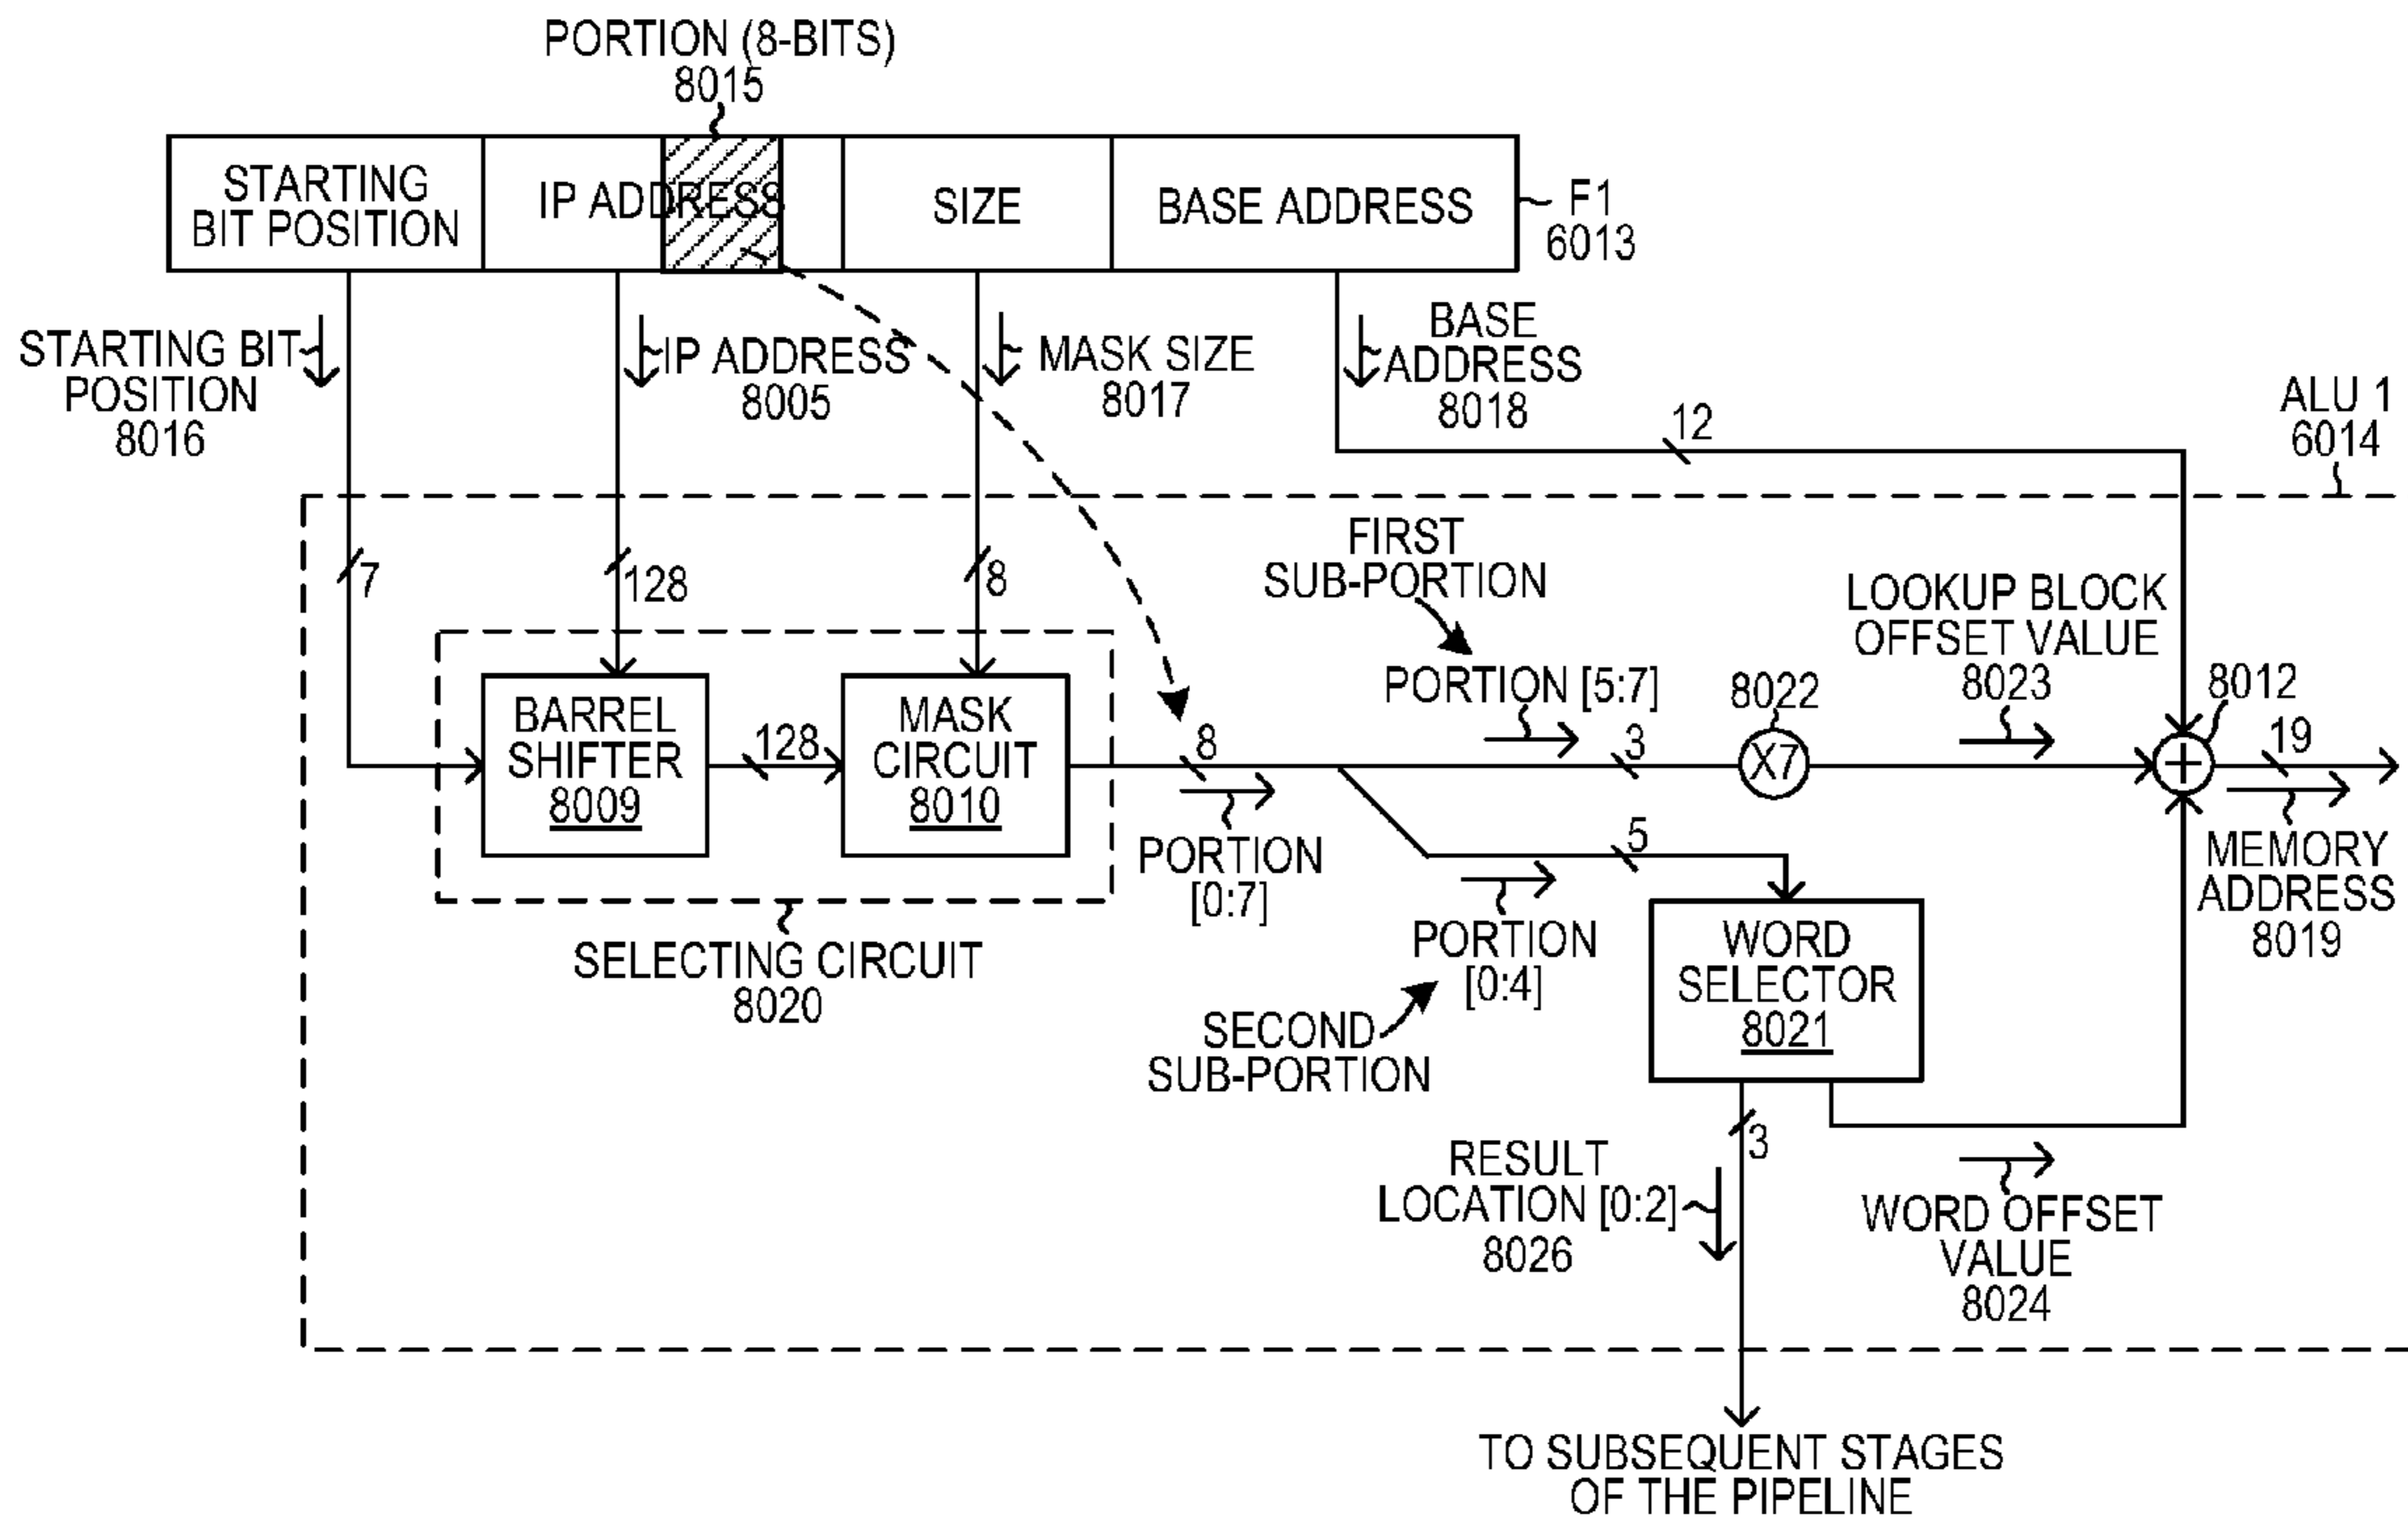 PORTION (8-BITS)
8015
STARTING
BIT POSITION
IP ADDRESS
SIZE
BASE ADDRESS
F1
6013
STARTING BIT
POSITION
8016
IP ADDRESS
8005
MASK SIZE
8017
BASE
ADDRESS
8018
12
ALU 1
6014
7
128
8
FIRST
SUB-PORTION
PORTION [5:7]
LOOKUP BLOCK
OFFSET VALUE
8023
8022
8012
BARREL
SHIFTER
8009
128
MASK
CIRCUIT
8010
8
3
X7
+
19
PORTION
[0:7]
5
MEMORY
ADDRESS
8019
SELECTING CIRCUIT
8020
PORTION
[0:4]
SECOND
SUB-PORTION
WORD
SELECTOR
8021
3
RESULT
LOCATION [0:2]
8026
WORD OFFSET
VALUE
8024
TO SUBSEQUENT STAGES
OF THE PIPELINE